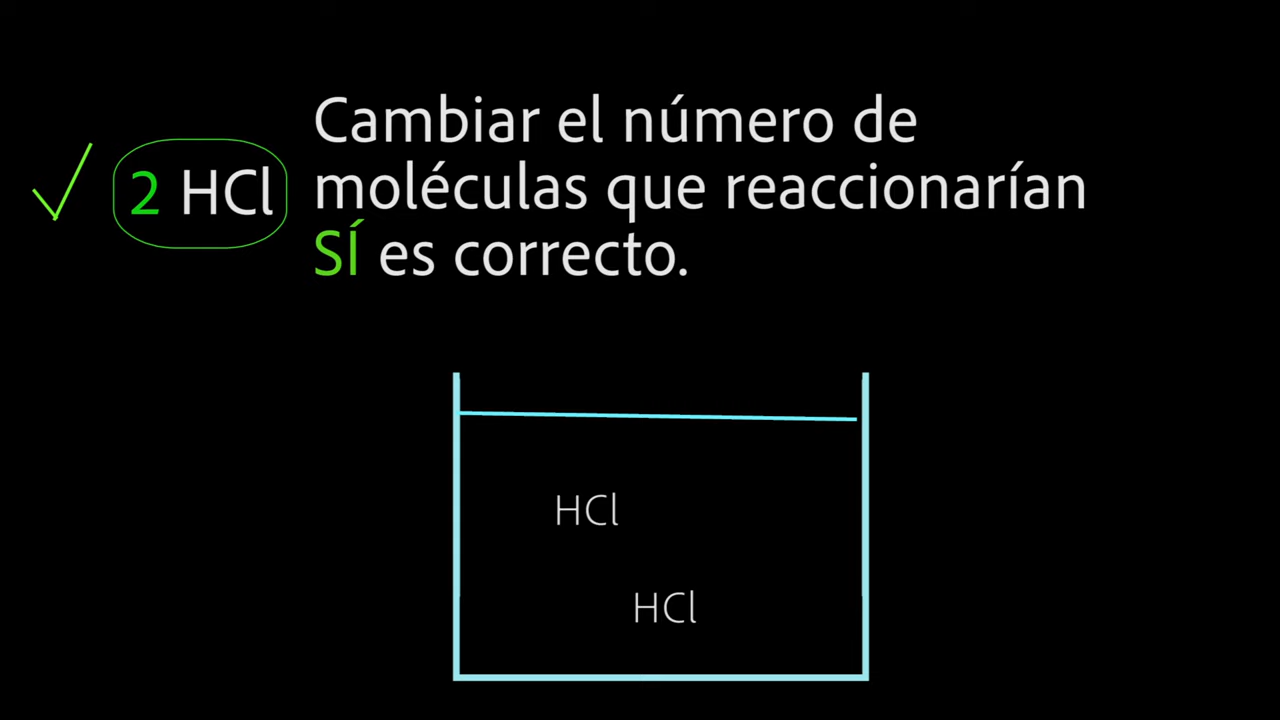 Cambiar el número de
2 HCl moléculas que reaccionarían
SÍ es correcto.
HCl
HCl